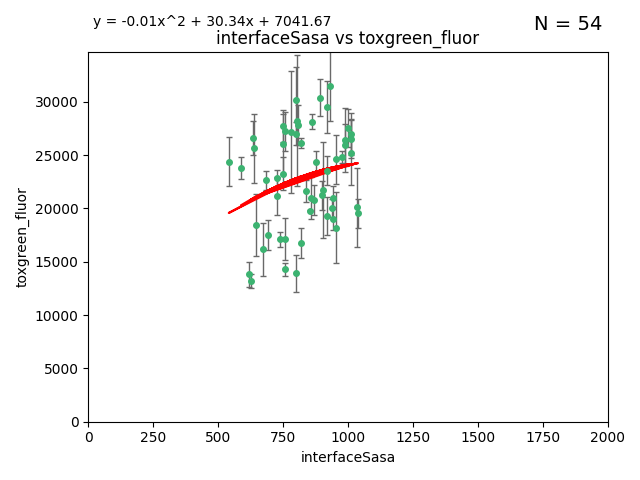 y = -0.01x^2 + 30.34x + 7041.67
N = 54
interfaceSasa vs toxgreen_fluor
30000
25000
20000
15000
10000
5000
0
toxgreen_fluor
0 250 500 750 1000 1250 1500 1750 2000
interfaceSasa